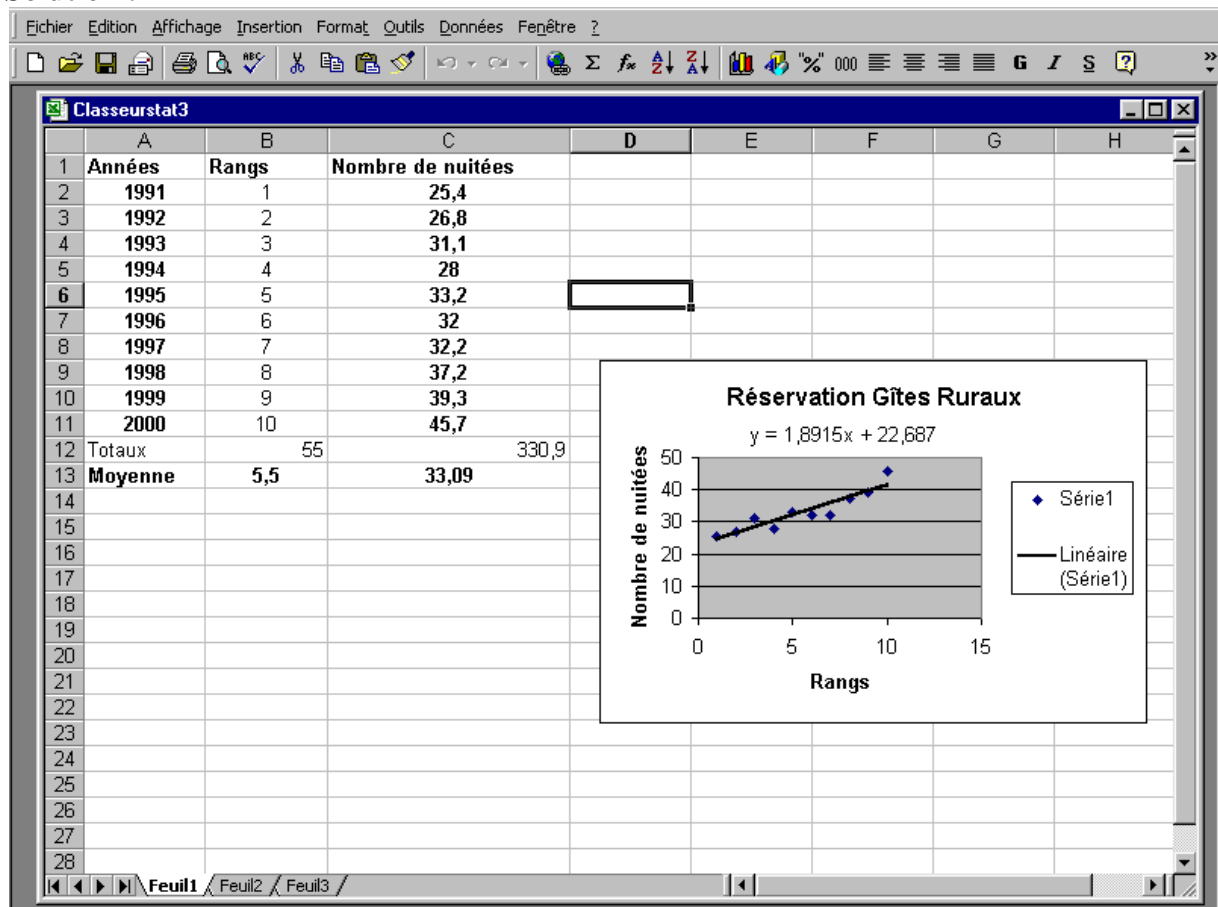 Fichier Edition Affichage Insertion Format Outils Données Fenêtre ?
ABC Σ fx A Z Z A "%" 000 G I S ? »
Classeurstat3
A B C D E F G H
1 Années Rangs Nombre de nuitées
2 1991 1 25,4
3 1992 2 26,8
4 1993 3 31,1
5 1994 4 28
6 1995 5 33,2
7 1996 6 32
8 1997 7 32,2
9 1998 8 37,2
10 1999 9 39,3
11 2000 10 45,7
12 Totaux 55 330,9
13 Moyenne 5,5 33,09
14
15
16
17
18
19
20
21
22
23
24
25
26
27
28
Réservation Gîtes Ruraux
y = 1,8915x + 22,687
Nombre de nuitées
50
40
30
20
10
0
0 5 10 15
Rangs
Série1
Linéaire
(Série1)
Feuil1 Feuil2 Feuil3